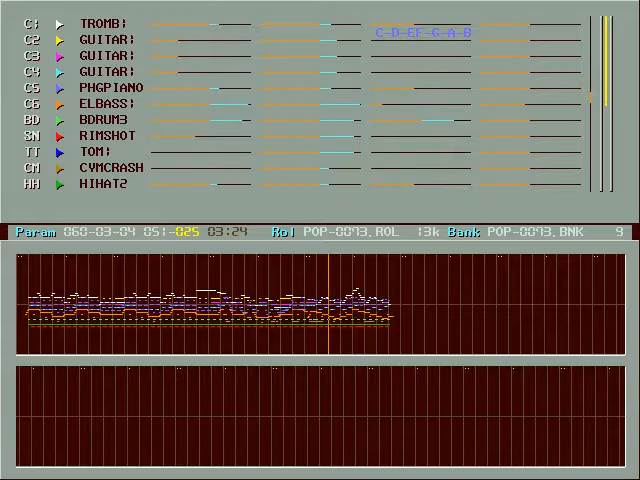 C1 TROMB1
C-D-EF-G-A-B
C2 GUITAR1
C3 GUITAR1
C4 GUITAR1
C5 PHGPIANO
C6 ELBASS1
BD BDRUM3
SN RIMSHOT
TT TOM1
CM CYMCRASH
HH HIHAT2
Param 060-03-04 051-025 03:24 Rol POP-0093.ROL 13k Bank POP-0093.BNK 9